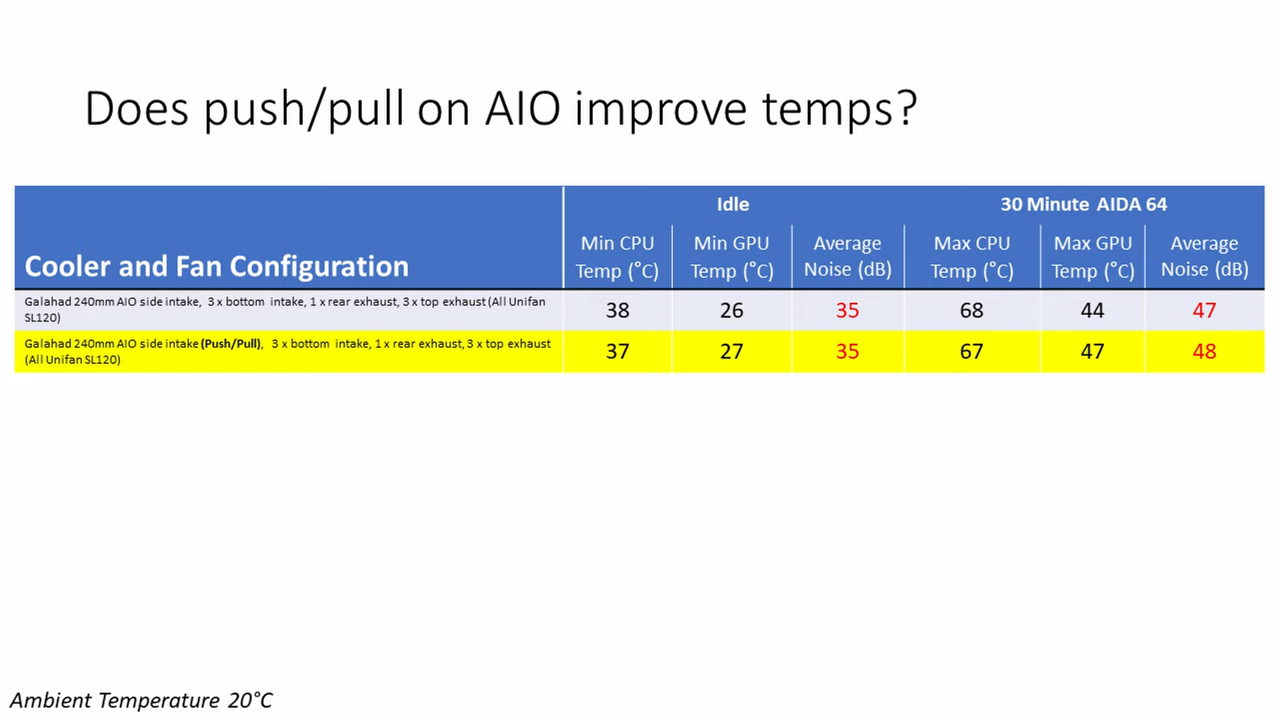 Does push/pull on AIO improve temps?
Idle 30 Minute AIDA 64
Cooler and Fan Configuration
Min CPU Temp (°C) Min GPU Temp (°C) Average Noise (dB) Max CPU Temp (°C) Max GPU Temp (°C) Average Noise (dB)
Galahad 240mm AIO side intake, 3 x bottom intake, 1 x rear exhaust, 3 x top exhaust (All Unifan
SL120)
38 26 35 68 44 47
Galahad 240mm AIO side intake (Push/Pull), 3 x bottom intake, 1 x rear exhaust, 3 x top exhaust
(All Unifan SL120)
37 27 35 67 47 48
Ambient Temperature 20°C